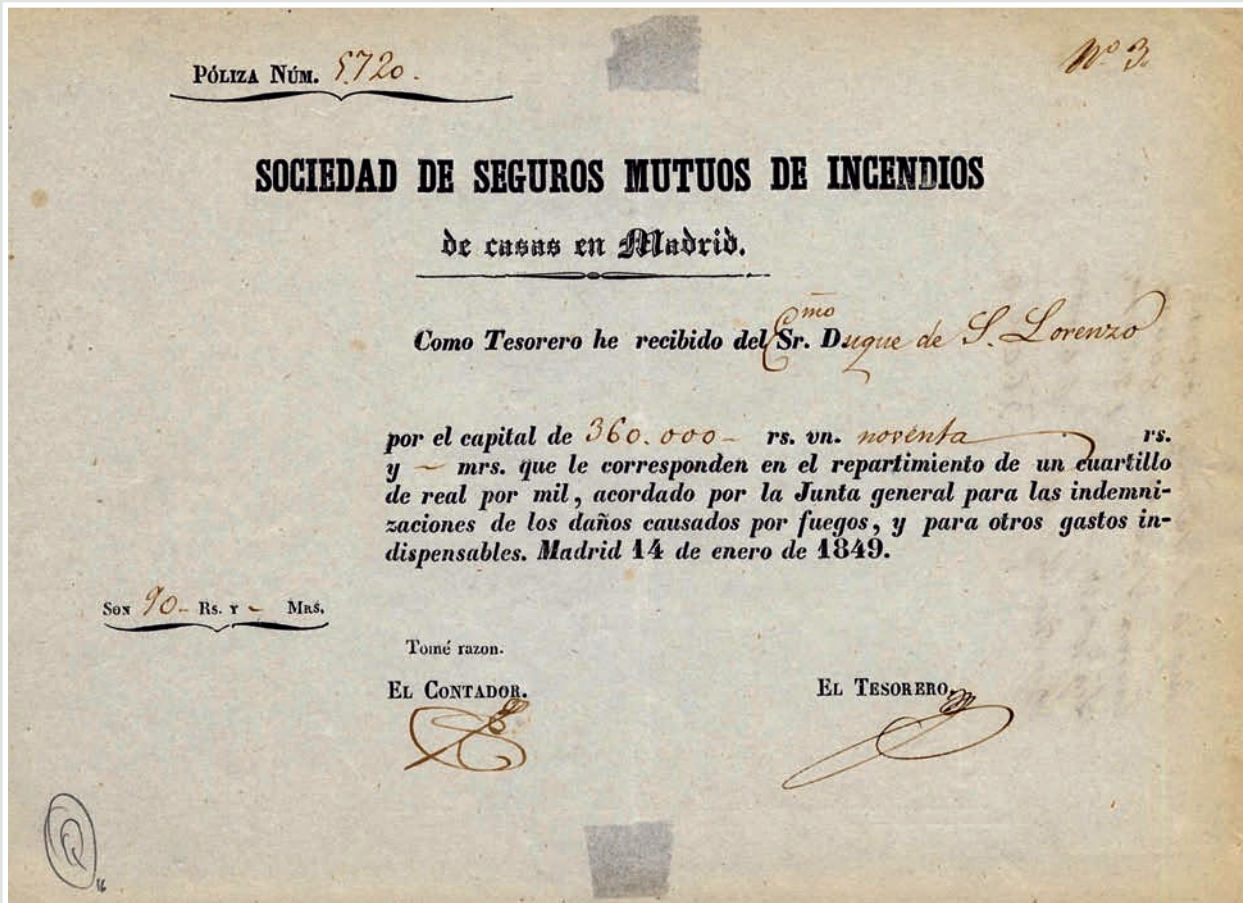 PÓLIZA NÚM. 5.720.
Nº 3.
SOCIEDAD DE SEGUROS MUTUOS DE INCENDIOS
de casas en Madrid.
Como Tesorero he recibido del Exmo Sr. Duque de S. Lorenzo
por el capital de 360.000 - rs. vn. noventa rs.
y - mrs. que le corresponden en el repartimiento de un cuartillo
de real por mil, acordado por la Junta general para las indemni-
zaciones de los daños causados por fuegos, y para otros gastos in-
dispensables. Madrid 14 de enero de 1849.
SON 90 - RS. Y - MRS.
Tomé razon.
EL CONTADOR.
EL TESORERO.
16